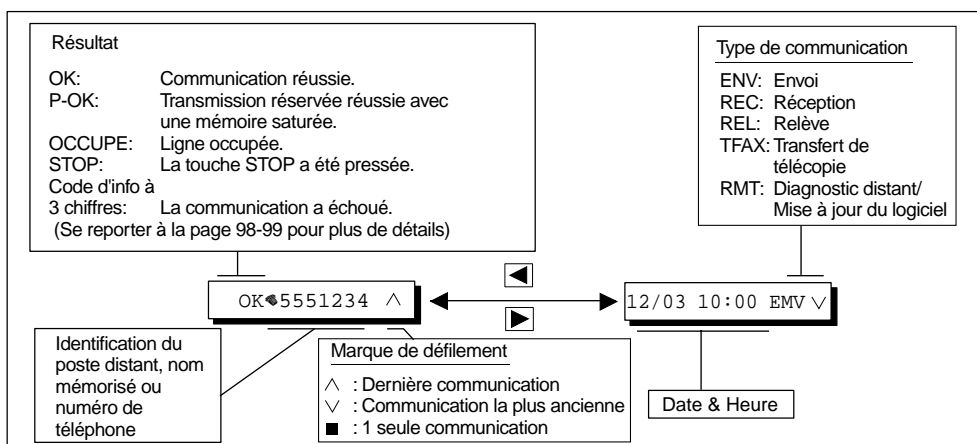 Résultat
OK: Communication réussie.
P-OK: Transmission réservée réussie avec
une mémoire saturée.
OCCUPE: Ligne occupée.
STOP: La touche STOP a été pressée.
Code d'info à
3 chiffres: La communication a échoué.
(Se reporter à la page 98-99 pour plus de détails)
Type de communication
ENV: Envoi
REC: Réception
REL: Relève
TFAX: Transfert de
télécopie
RMT: Diagnostic distant/
Mise à jour du logiciel
OK 5551234 ∧
12/03 10:00 EMV ∨
Identification du
poste distant, nom
mémorisé ou
numéro de
téléphone
Marque de défilement
∧ : Dernière communication
∨ : Communication la plus ancienne
■ : 1 seule communication
Date & Heure